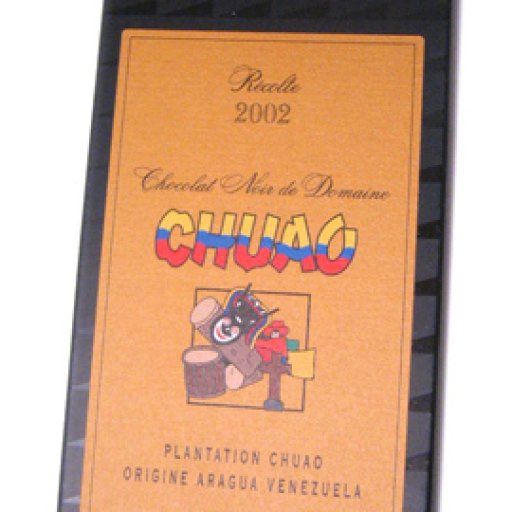 Récolte
2002
Chocolat Noir de Domaine
CHUAO
PLANTATION CHUAO
ORIGINE ARAGUA VENEZUELA